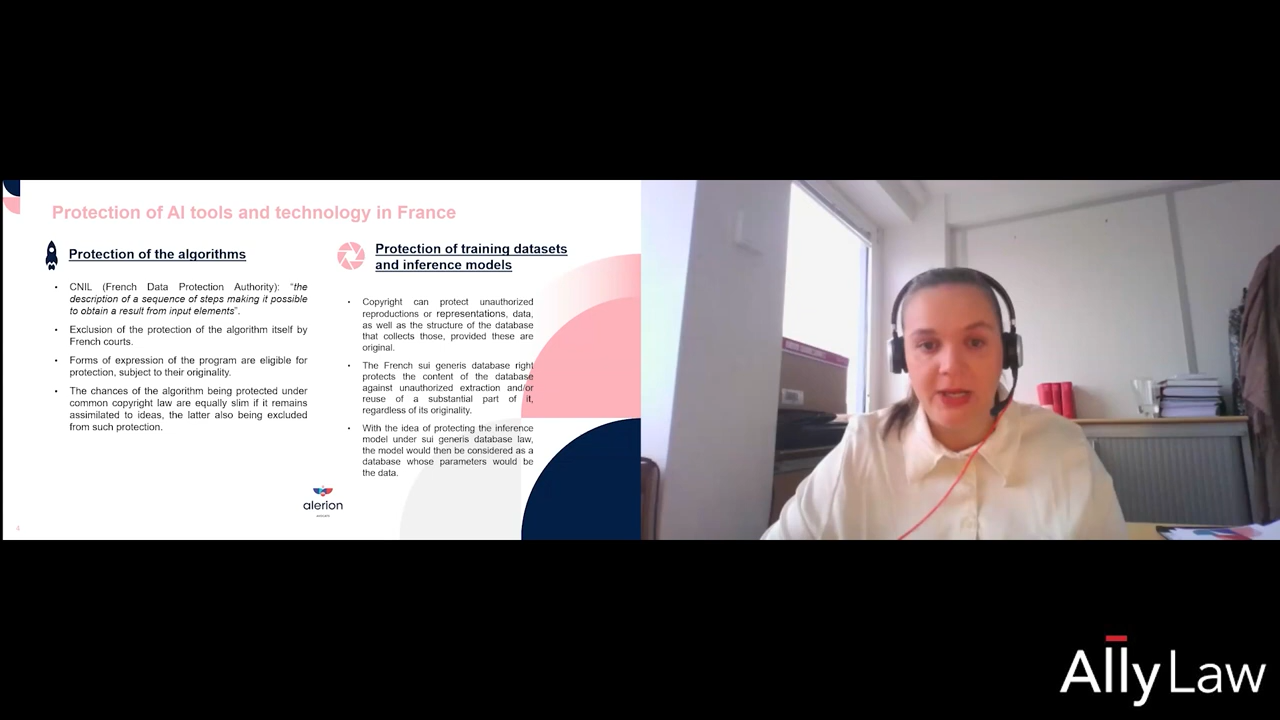 Protection of AI tools and technology in France
Protection of the algorithms
CNIL (French Data Protection Authority): "the
description of a sequence of steps making it possible
to obtain a result from input elements".
Exclusion of the protection of the algorithm itself by
French courts.
Forms of expression of the program are eligible for
protection, subject to their originality.
The chances of the algorithm being protected under
common copyright law are equally slim if it remains
assimilated to ideas, the latter also being excluded
from such protection.
Protection of training datasets
and inference models
Copyright can protect unauthorized
reproductions or representations, data,
as well as the structure of the database
that collects those, provided these are
original.
The French sui generis database right
protects the content of the database
against unauthorized extraction and/or
reuse of a substantial part of it,
regardless of its originality.
With the idea of protecting the inference
model under sui generis database law,
the model would then be considered as a
database whose parameters would be
the data.
alerion
Ally Law